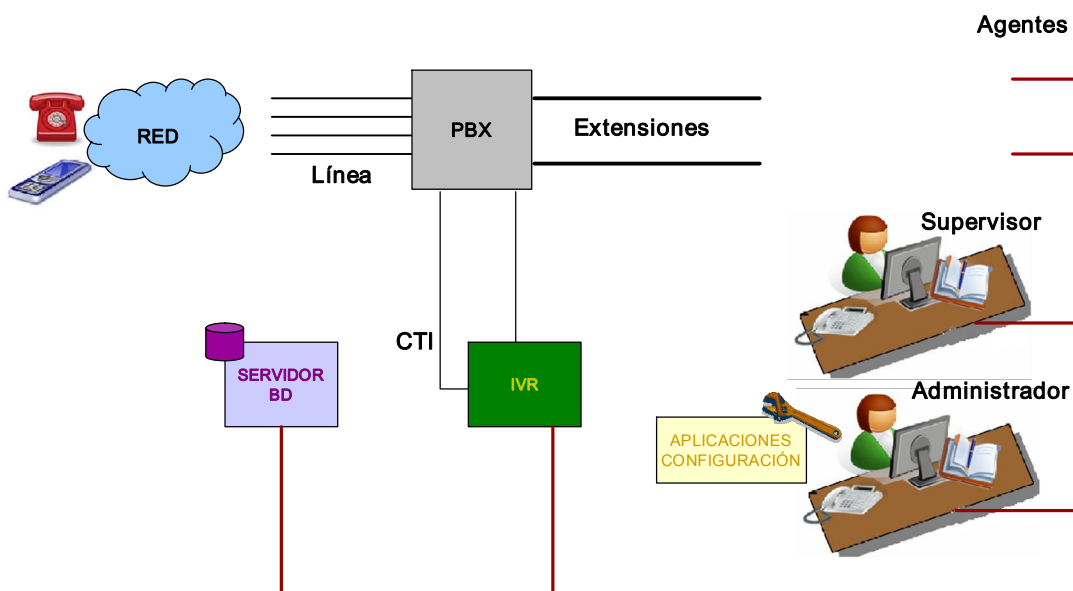 Agentes
RED
PBX
Extensiones
Línea
Supervisor
CTI
SERVIDOR
BD
IVR
Administrador
APLICACIONES
CONFIGURACIÓN